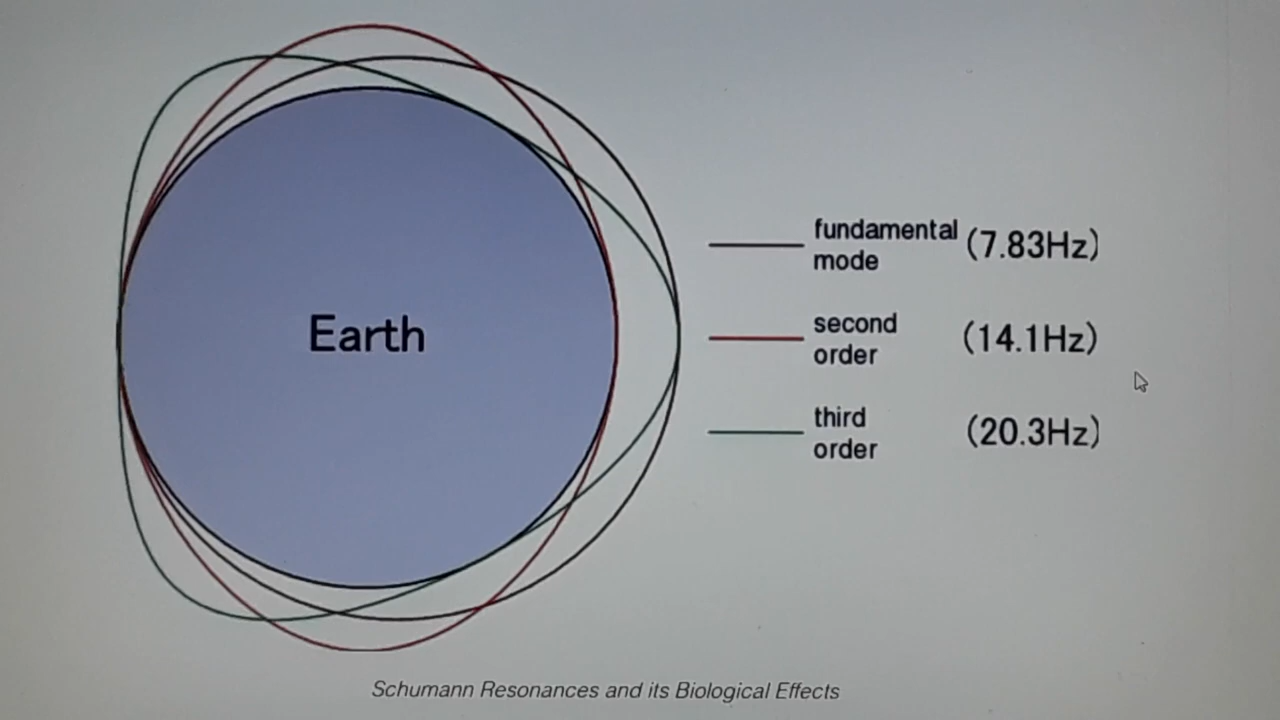 Earth
fundamental
mode
(7.83Hz)
second
order
(14.1Hz)
third
order
(20.3Hz)
Schumann Resonances and its Biological Effects